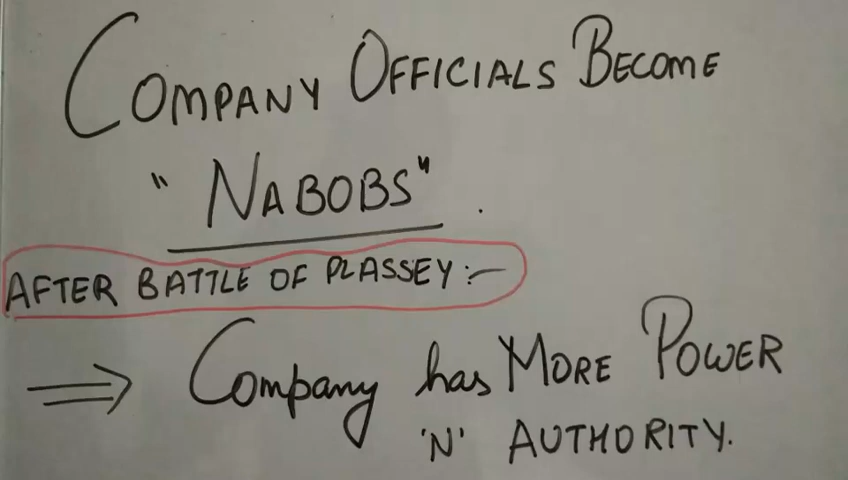 COMPANY OFFICIALS BECOME
"NABOBS".
AFTER BATTLE OF PLASSEY:-
⇒ Company has MORE POWER
'N' AUTHORITY.